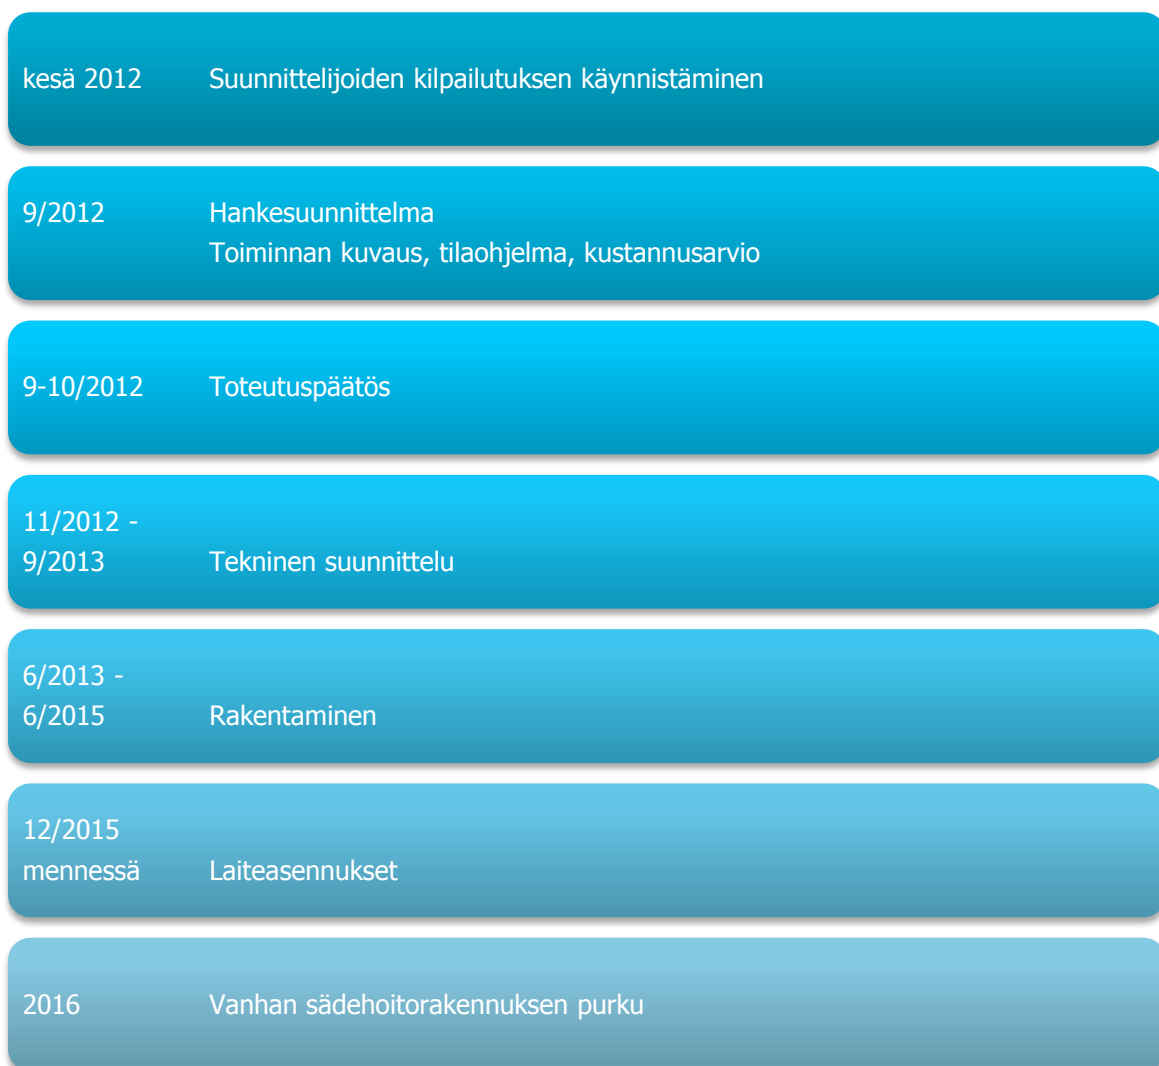 kesä 2012 Suunnittelijoiden kilpailutuksen käynnistäminen
9/2012 Hankesuunnittelma
Toiminnan kuvaus, tilaohjelma, kustannusarvio
9-10/2012 Toteutuspäätös
11/2012 -
9/2013 Tekninen suunnittelu
6/2013 -
6/2015 Rakentaminen
12/2015
mennessä Laiteasennukset
2016 Vanhan sädehoitorakennuksen purku